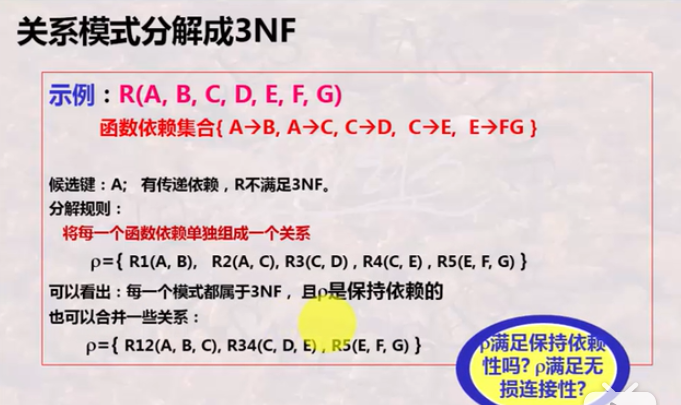 关系模式分解成3NF
示例：R(A, B, C, D, E, F, G)
函数依赖集合{ A→B, A→C, C→D, C→E, E→FG }
候选键：A; 有传递依赖，R不满足3NF。
分解规则：
将每一个函数依赖单独组成一个关系
ρ={ R1(A, B), R2(A, C), R3(C, D) , R4(C, E) , R5(E, F, G) }
可以看出：每一个模式都属于3NF，且ρ是保持依赖的
也可以合并一些关系：
ρ={ R12(A, B, C), R34(C, D, E) , R5(E, F, G) }
ρ满足保持依赖
性吗? ρ满足无
损连接性?